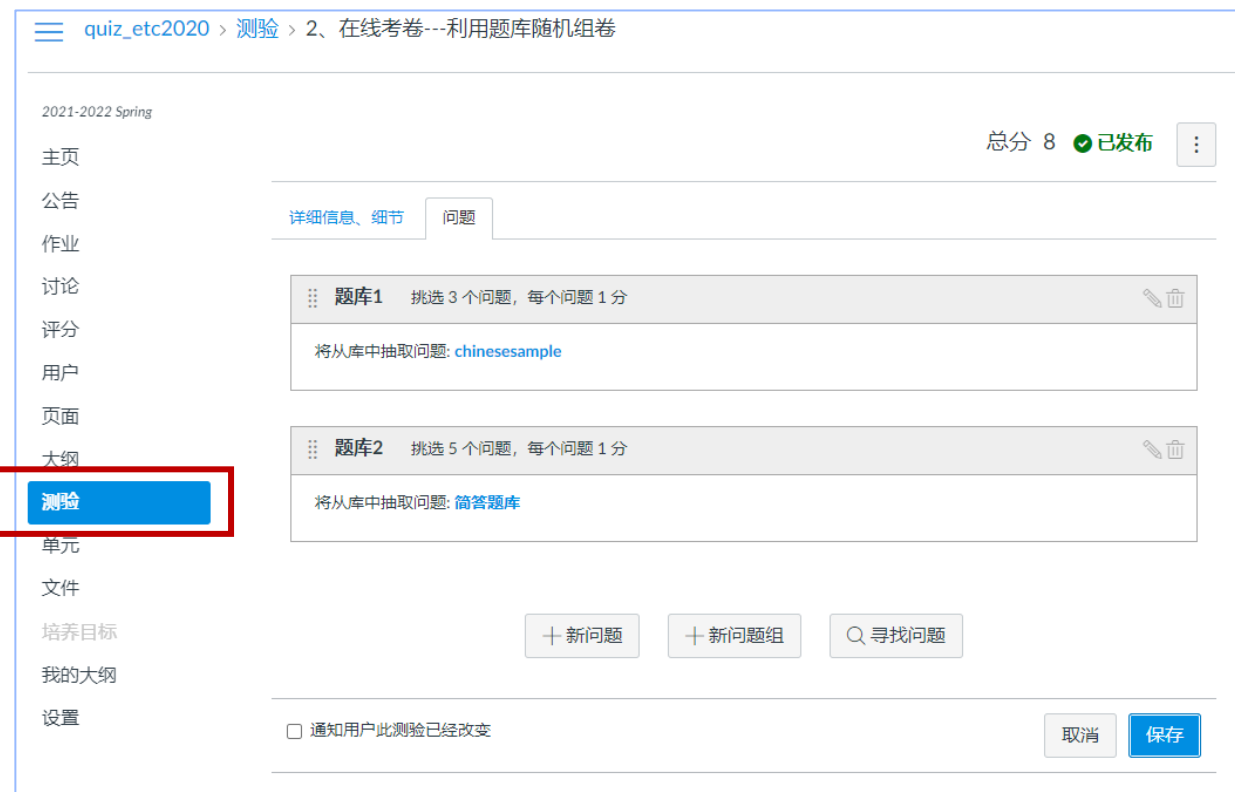 quiz_etc2020 › 测验 › 2、在线考卷---利用题库随机组卷
2021-2022 Spring
主页
公告
作业
讨论
评分
用户
页面
大纲
测验
单元
文件
培养目标
我的大纲
设置
总分 8 已发布
详细信息、细节 问题
题库1 挑选 3 个问题，每个问题 1 分
将从库中抽取问题: chinesesample
题库2 挑选 5 个问题，每个问题 1 分
将从库中抽取问题: 简答题库
新问题 新问题组 寻找问题
通知用户此测验已经改变
取消 保存